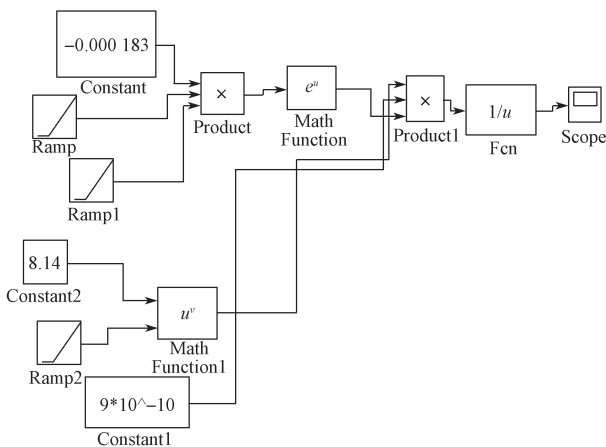 −0.000 183
Constant
×
Product
e^u
Math
Function
×
Product1
1/u
Fcn
Scope
Ramp
Ramp1
8.14
Constant2
u^v
Math
Function1
Ramp2
9*10^−10
Constant1